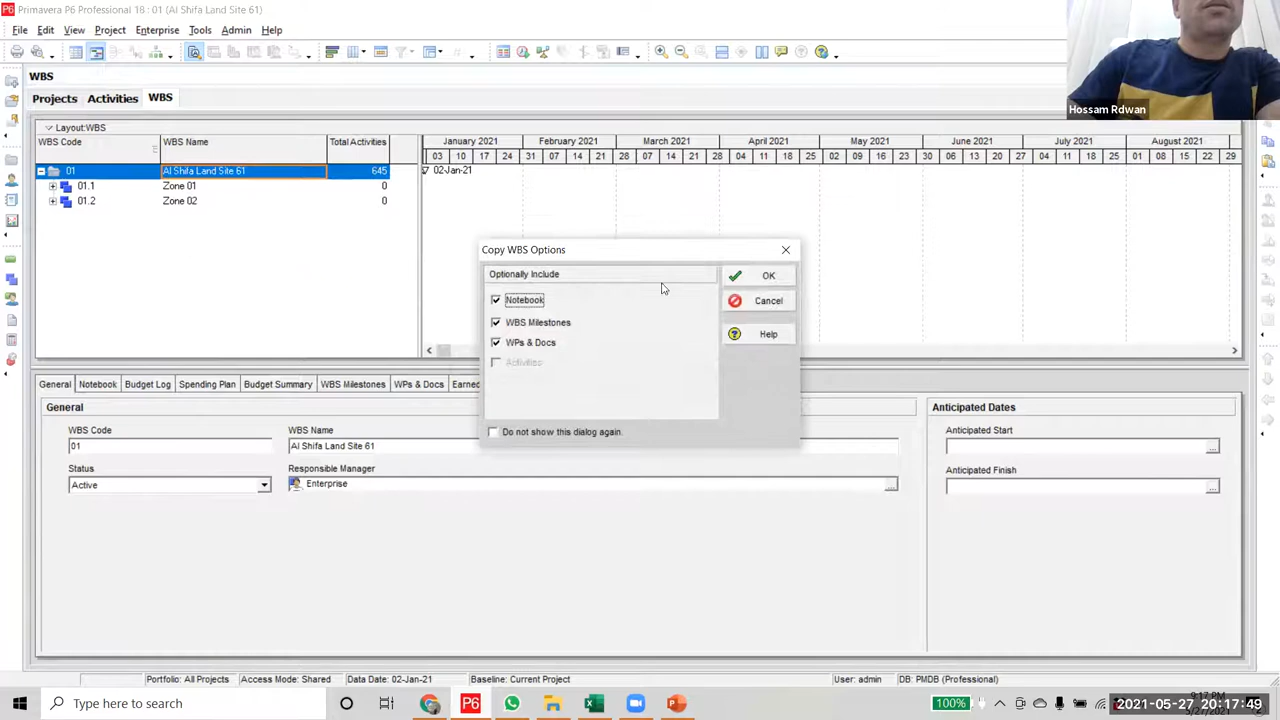 Primavera P6 Professional 18 : 01 (Al Shifa Land Site 61)
File Edit View Project Enterprise Tools Admin Help
WBS
Projects Activities WBS
Hossam Rdwan
Layout:WBS
WBS Code WBS Name Total Activities
January 2021 February 2021 March 2021 April 2021 May 2021 June 2021 July 2021 August 2021
03 10 17 24 31 07 14 21 28 07 14 21 28 04 11 18 25 02 09 16 23 30 06 13 20 27 04 11 18 25 01 08 15 22 29
01 Al Shifa Land Site 61 645 02-Jan-21
01.1 Zone 01 0
01.2 Zone 02 0
Copy WBS Options
Optionally Include
OK
Notebook
Cancel
WBS Milestones
Help
WPs & Docs
Activities
Do not show this dialog again.
General Notebook Budget Log Spending Plan Budget Summary WBS Milestones WPs & Docs Earned
General
Anticipated Dates
WBS Code WBS Name
Anticipated Start
01 Al Shifa Land Site 61
Status Responsible Manager
Anticipated Finish
Active Enterprise
Portfolio: All Projects Access Mode: Shared Data Date: 02-Jan-21 Baseline: Current Project User: admin DB: PMDB (Professional)
Type here to search
100%
2021-05-27 20:17:49